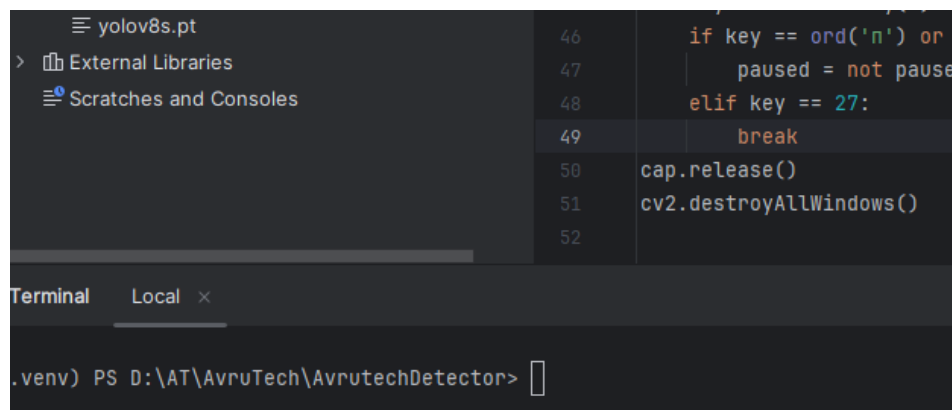 yolov8s.pt
External Libraries
Scratches and Consoles
46 if key == ord('п') or
47 paused = not pause
48 elif key == 27:
49 break
50 cap.release()
51 cv2.destroyAllWindows()
52
Terminal Local ×
.venv) PS D:\AT\AvruTech\AvrutechDetector>